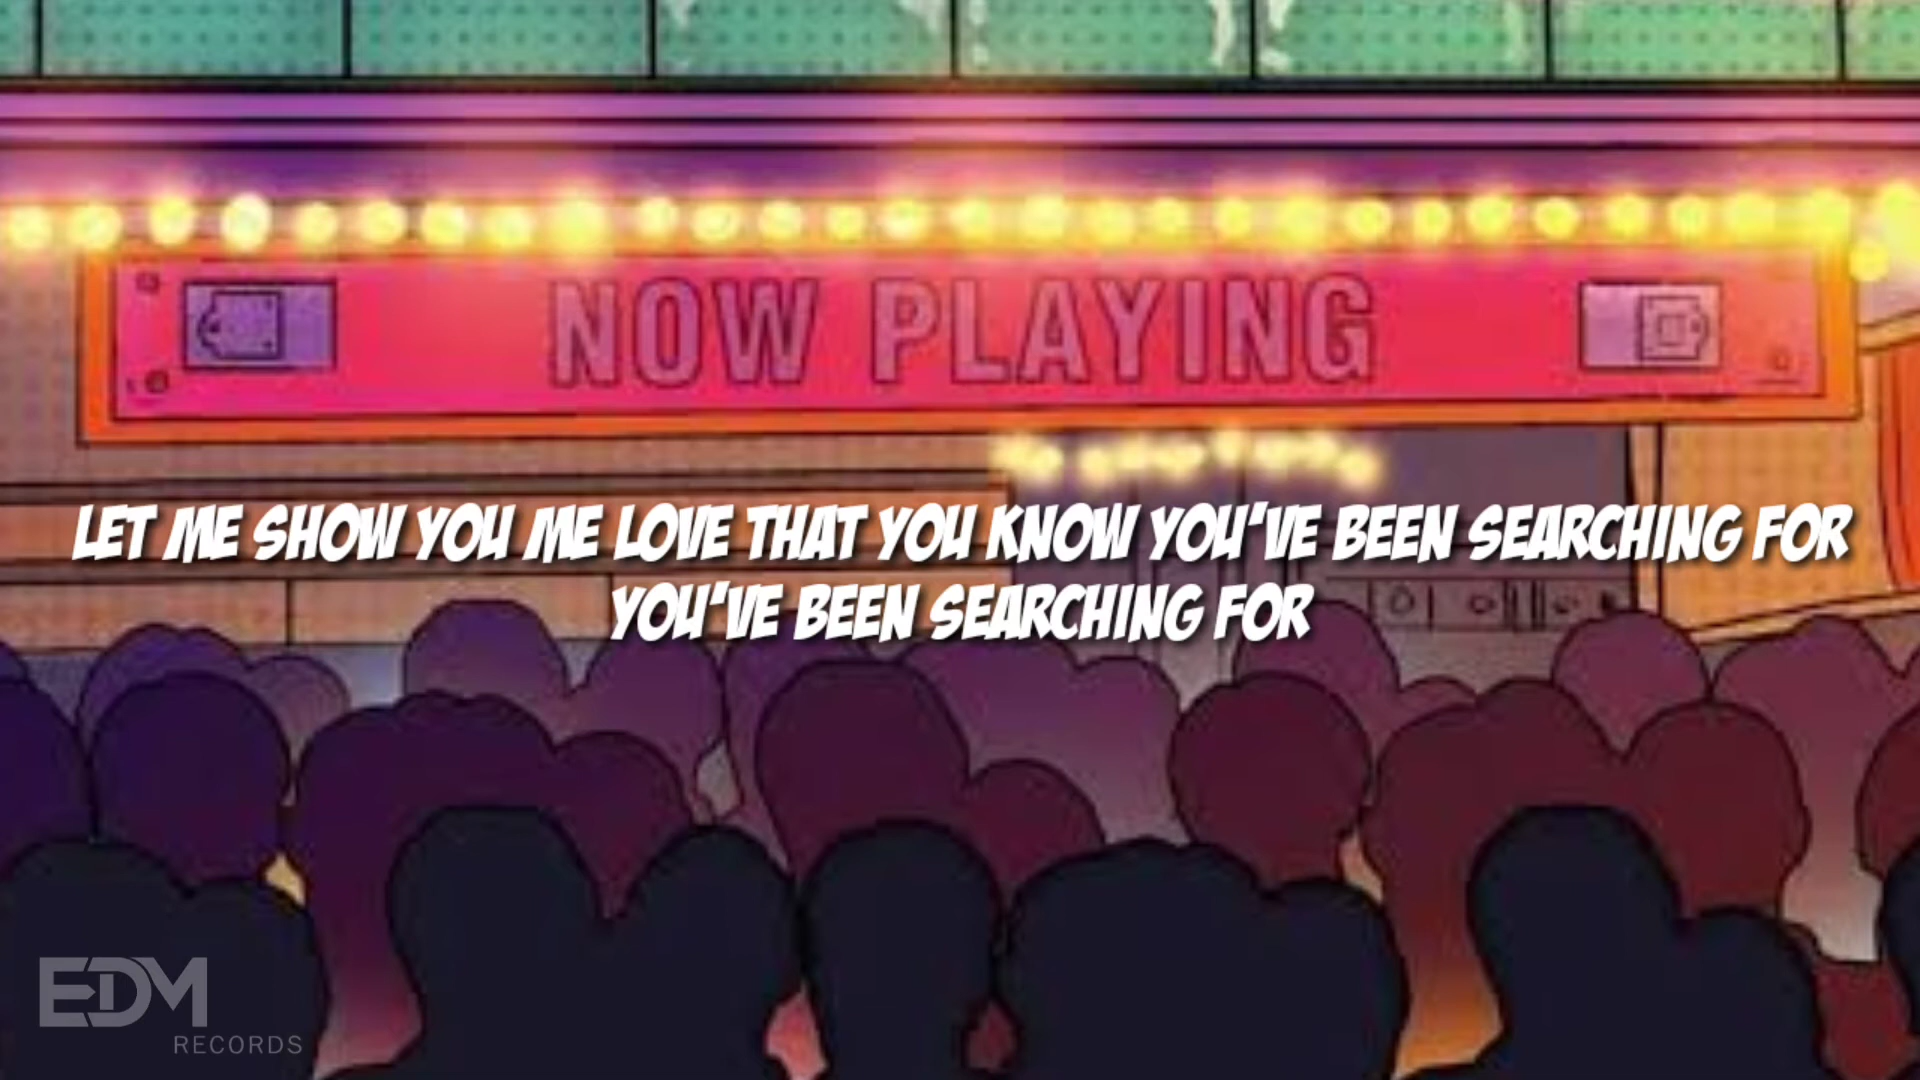 NOW PLAYING
LET ME SHOW YOU ME LOVE THAT YOU KNOW YOU'VE BEEN SEARCHING FOR
YOU'VE BEEN SEARCHING FOR
EDM
RECORDS